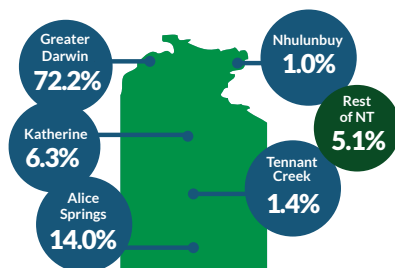 Greater
Darwin
72.2%
Nhulunbuy
1.0%
Rest
of NT
5.1%
Katherine
6.3%
Tennant
Creek
1.4%
Alice
Springs
14.0%